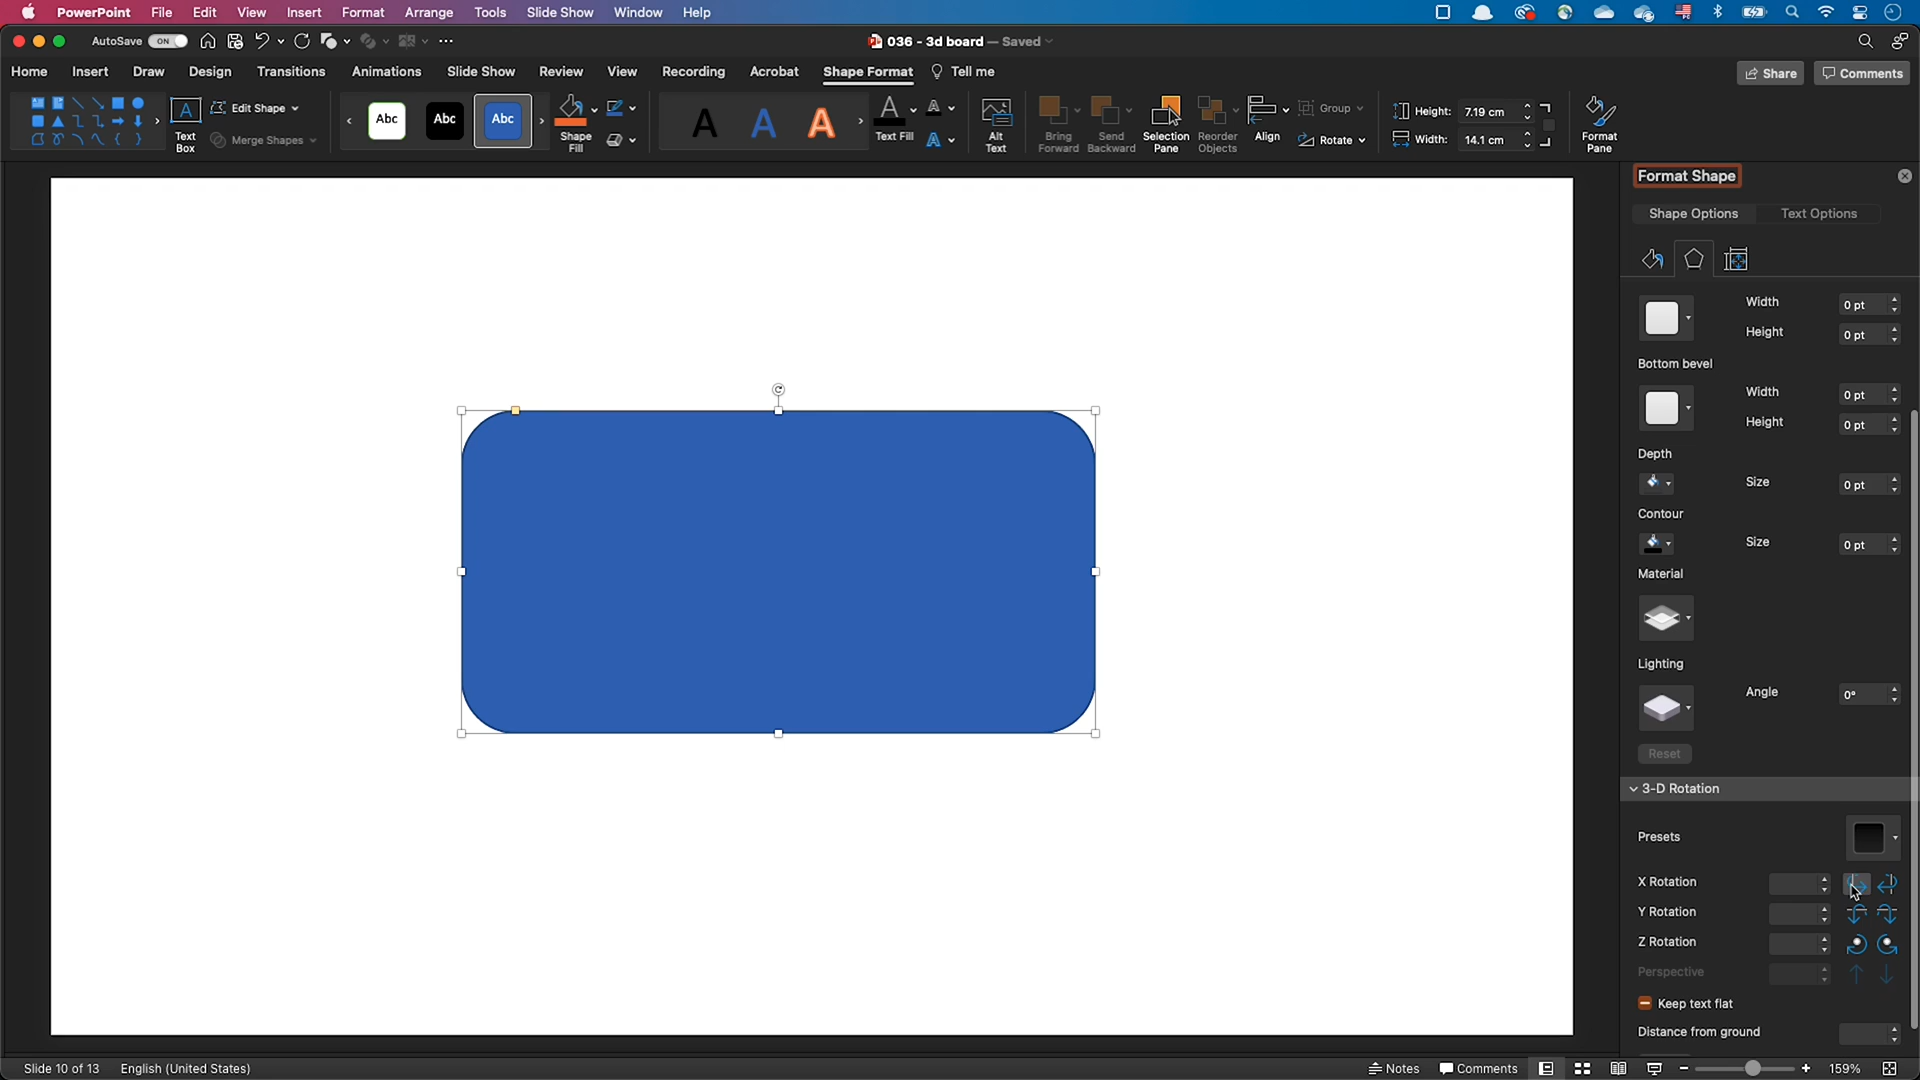 PowerPoint File Edit View Insert Format Arrange Tools Slide Show Window Help
AutoSave ON 036 - 3d board — Saved
Home Insert Draw Design Transitions Animations Slide Show Review View Recording Acrobat Shape Format Tell me Share Comments
Text Box
Edit Shape
Merge Shapes
Abc Abc Abc
Shape Fill
A A A
Text Fill
Alt Text
Bring Forward
Send Backward
Selection Pane
Reorder Objects
Align
Group
Rotate
Height: 7.19 cm
Width: 14.1 cm
Format Pane
Format Shape
Shape Options Text Options
Width 0 pt
Height 0 pt
Bottom bevel
Width 0 pt
Height 0 pt
Depth
Size 0 pt
Contour
Size 0 pt
Material
Lighting
Angle 0°
Reset
3-D Rotation
Presets
X Rotation
Y Rotation
Z Rotation
Perspective
Keep text flat
Distance from ground
Slide 10 of 13 English (United States) Notes Comments 159%